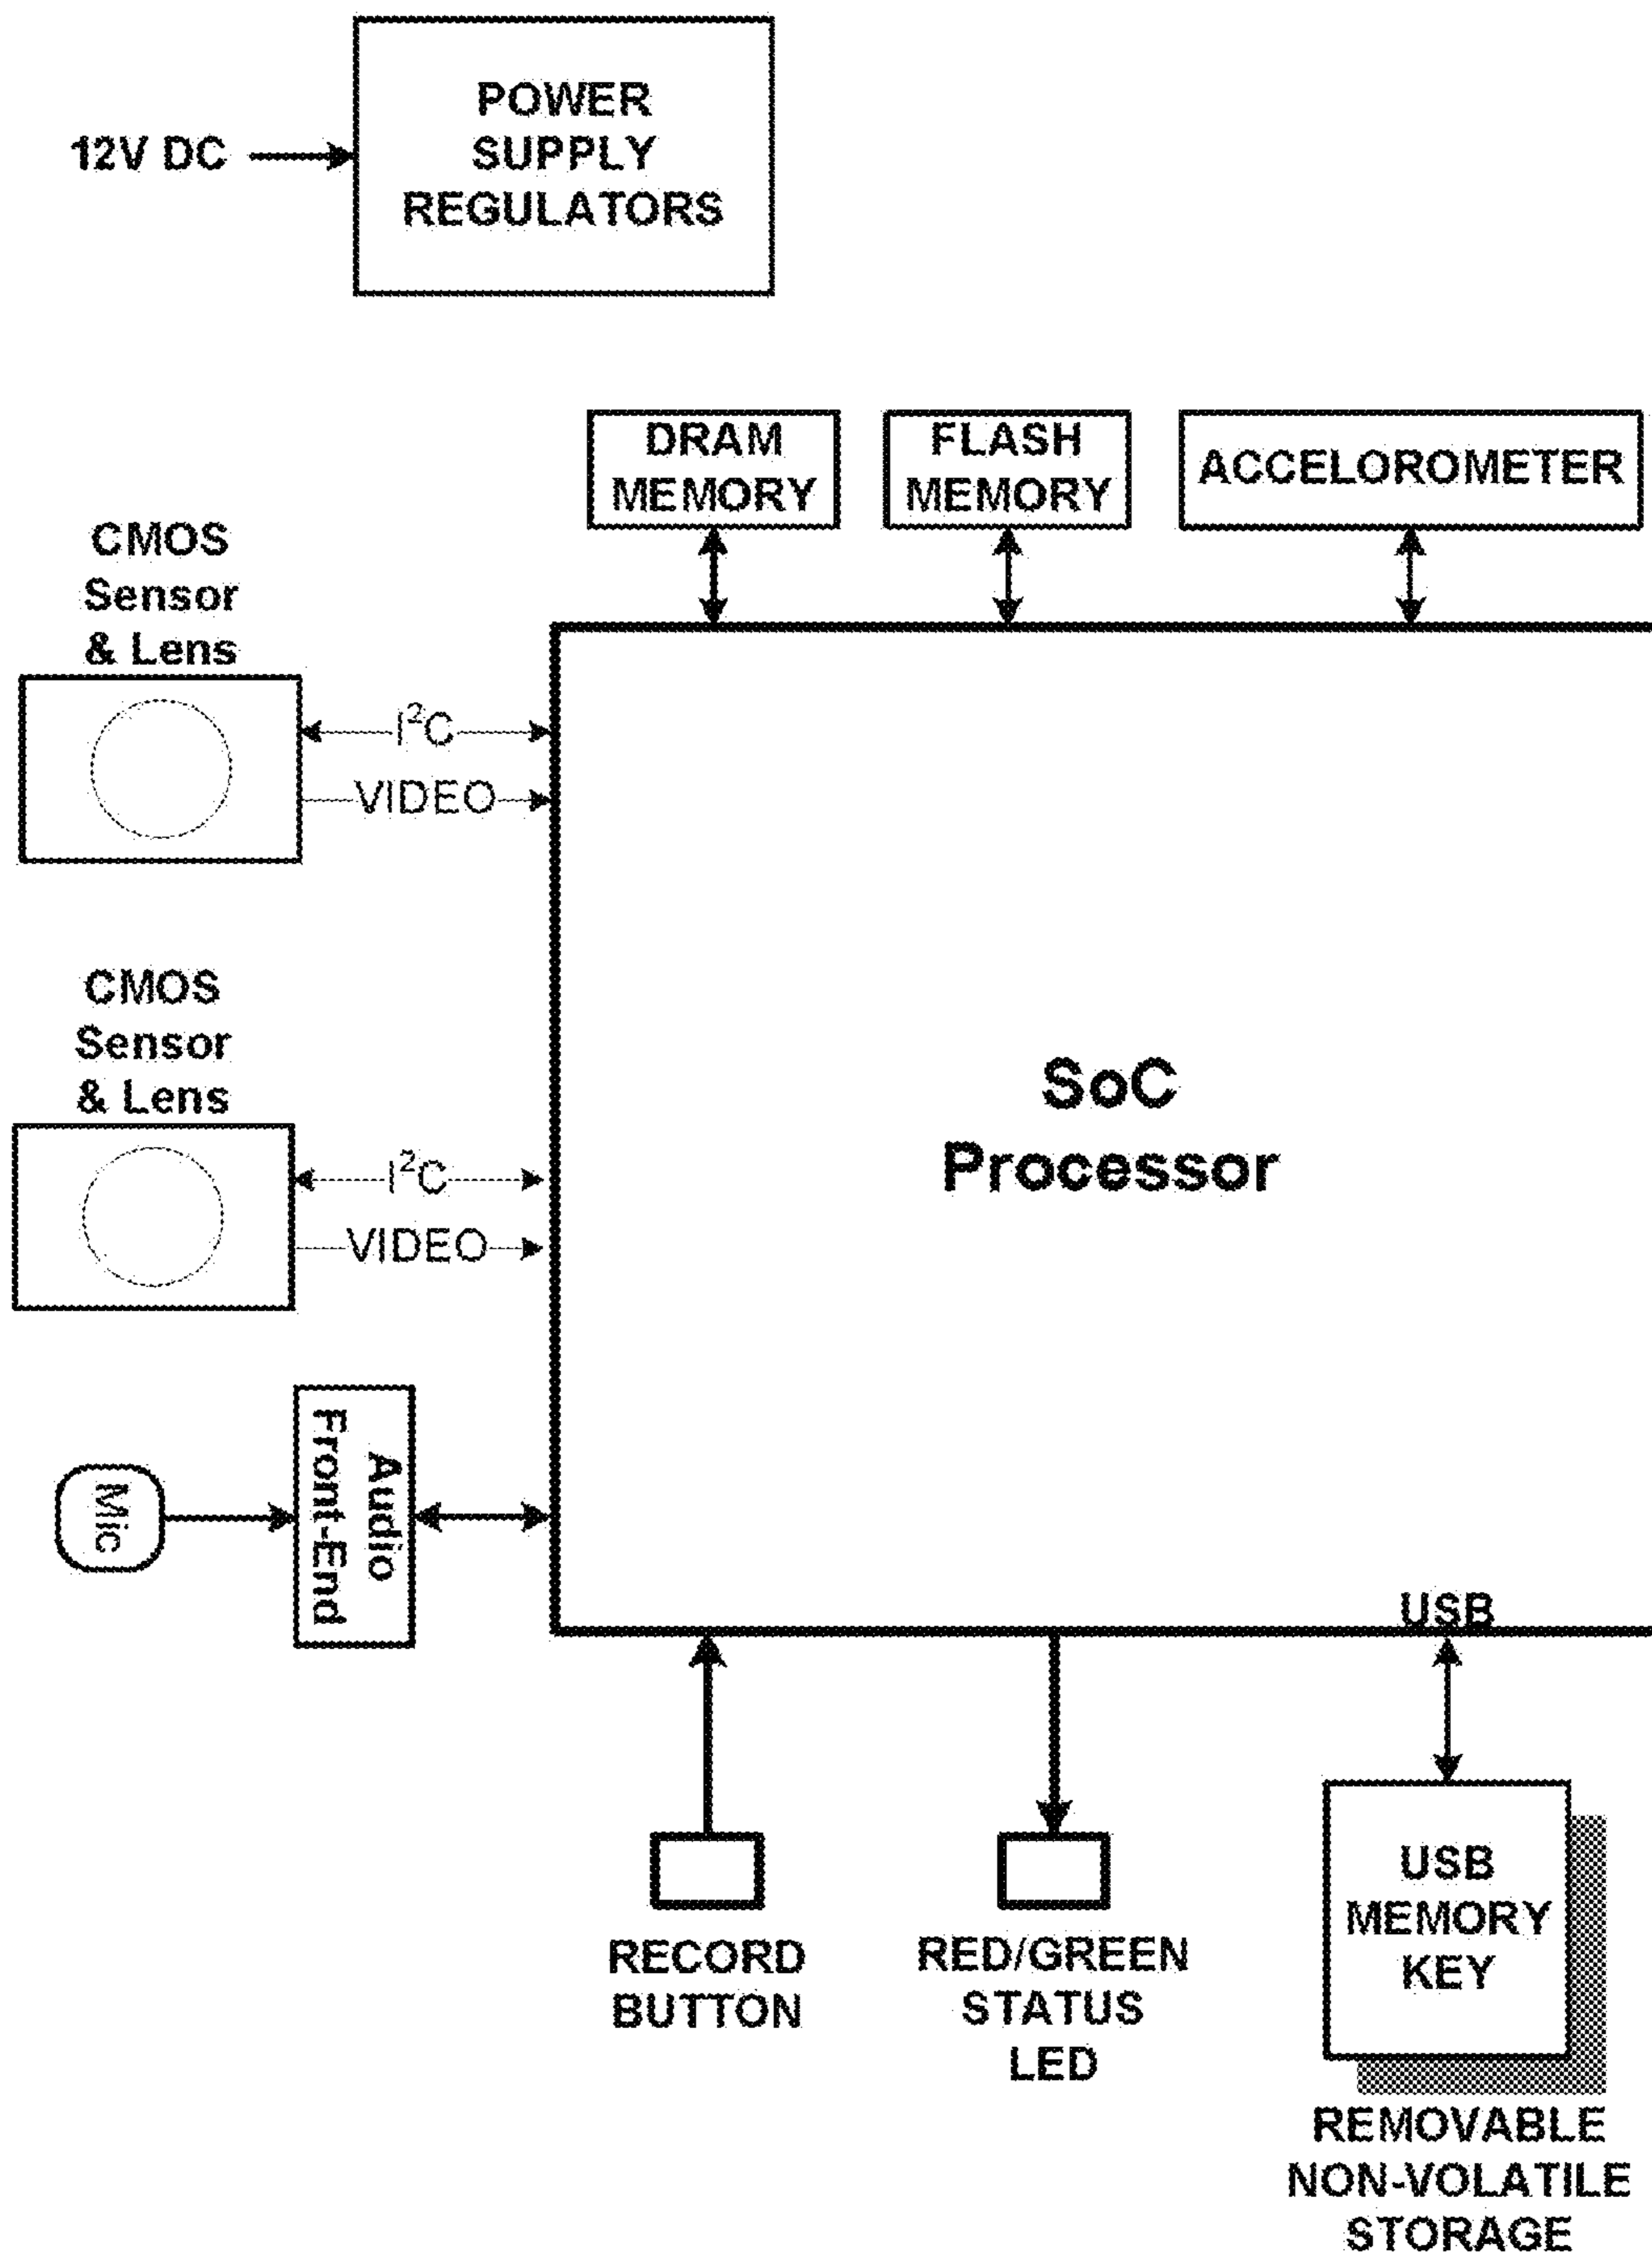 POWER
SUPPLY
REGULATORS
12V DC
DRAM
MEMORY
FLASH
MEMORY
ACCELOROMETER
CMOS
Sensor
& Lens
I²C
VIDEO
CMOS
Sensor
& Lens
I²C
VIDEO
SoC
Processor
Mic
Audio
Front-End
USB
RECORD
BUTTON
RED/GREEN
STATUS
LED
USB
MEMORY
KEY
REMOVABLE
NON-VOLATILE
STORAGE